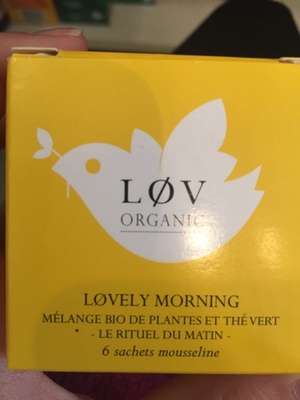 LØV
ORGANIC
LØVELY MORNING
MÉLANGE BIO DE PLANTES ET THÉ VERT
- LE RITUEL DU MATIN -
6 sachets mousseline